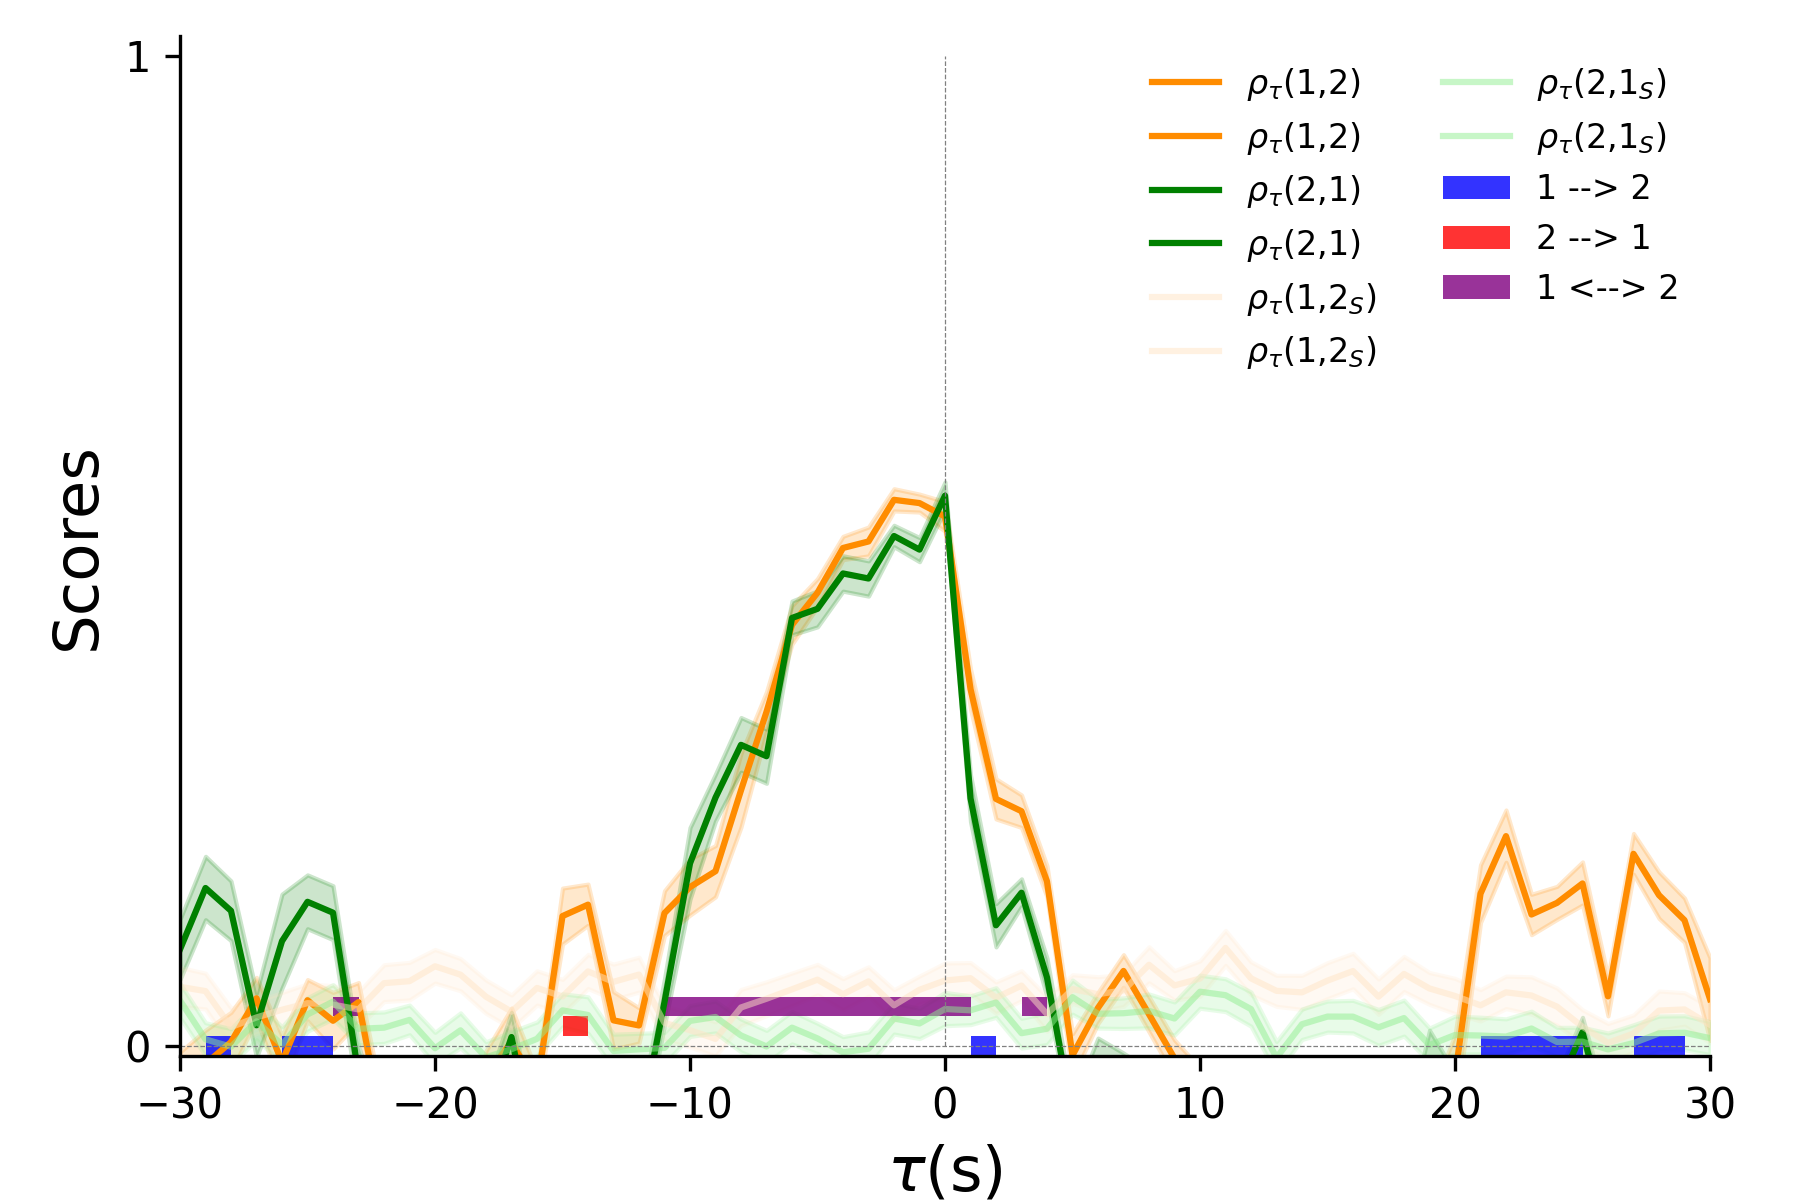 1
ρτ(1,2)
ρτ(1,2)
ρτ(2,1)
ρτ(2,1)
ρτ(1,2S)
ρτ(1,2S)
ρτ(2,1S)
ρτ(2,1S)
1 --> 2
2 --> 1
1 <--> 2
Scores
0
−30 −20 −10 0 10 20 30
τ(s)